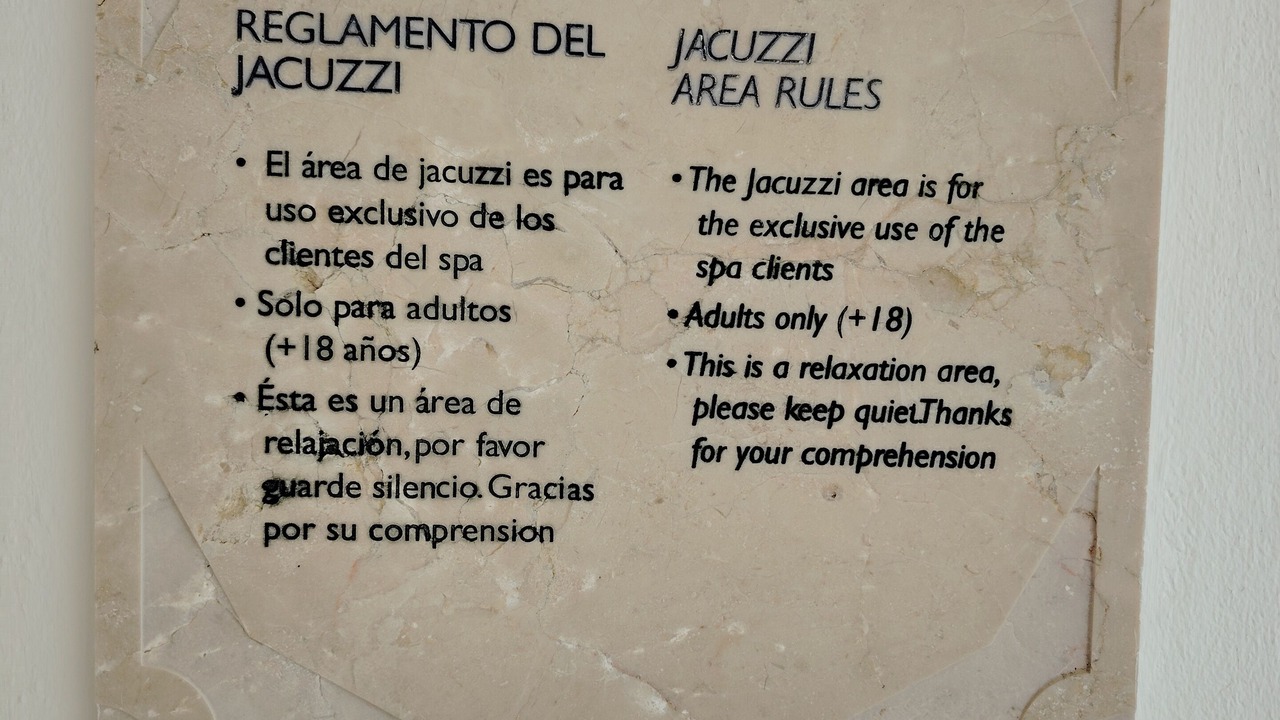 REGLAMENTO DEL
JACUZZI
• El área de jacuzzi es para
uso exclusivo de los
clientes del spa
• Sólo para adultos
(+18 años)
• Ésta es un área de
relajación, por favor
guarde silencio. Gracias
por su comprension
JACUZZI
AREA RULES
• The Jacuzzi area is for
the exclusive use of the
spa clients
• Adults only (+18)
• This is a relaxation area,
please keep quiet.Thanks
for your comprehension